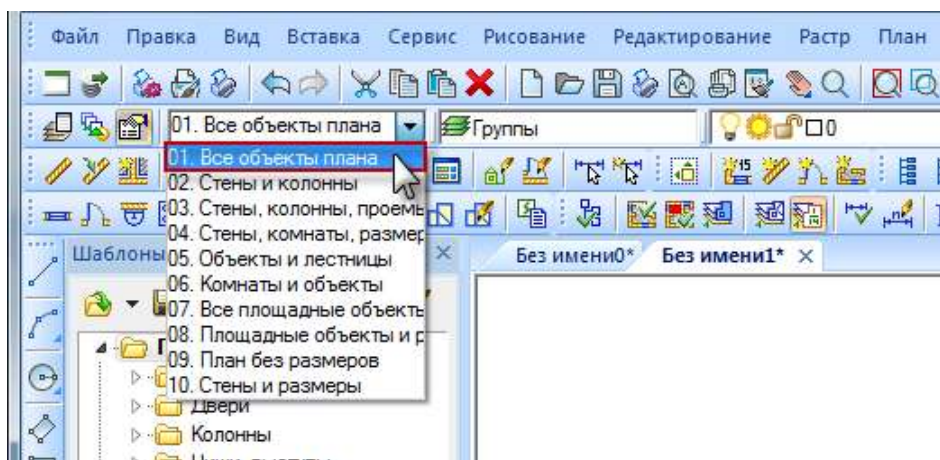 Файл Правка Вид Вставка Сервис Рисование Редактирование Растр План
01. Все объекты плана Группы 0
01. Все объекты плана
02. Стены и колонны
03. Стены, колонны, проемы
04. Стены, комнаты, размер
05. Объекты и лестницы
06. Комнаты и объекты
07. Все площадные объекты
08. Площадные объекты и р
09. План без размеров
10. Стены и размеры
Шаблоны Без имени0* Без имени1*
Двери
Колонны